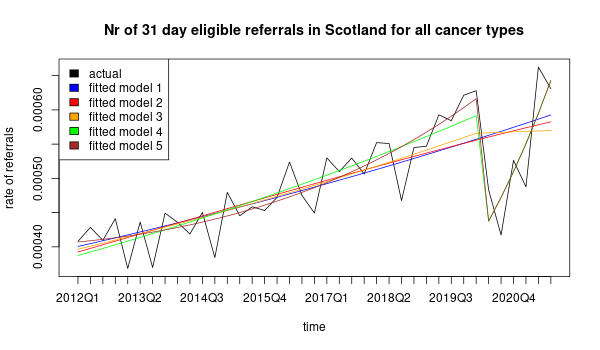 Nr of 31 day eligible referrals in Scotland for all cancer types
actual
fitted model 1
fitted model 2
fitted model 3
fitted model 4
fitted model 5
rate of referrals
0.00060
0.00050
0.00040
2012Q1 2013Q2 2014Q3 2015Q4 2017Q1 2018Q2 2019Q3 2020Q4
time